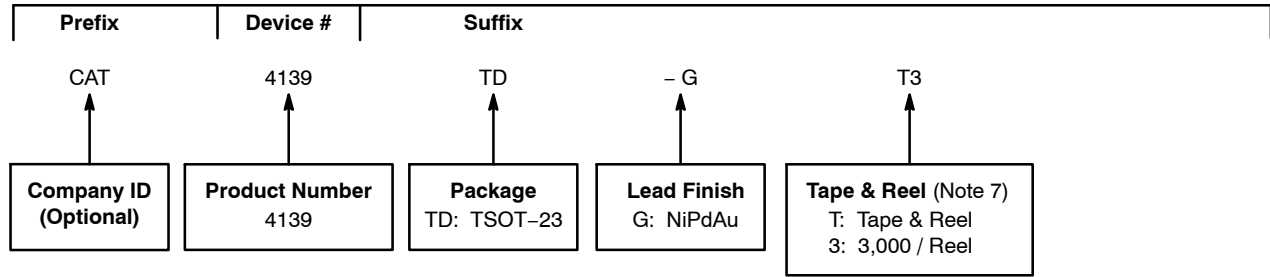 Prefix Device # Suffix
CAT 4139 TD – G T3
Company ID
(Optional)
Product Number
4139
Package
TD: TSOT−23
Lead Finish
G: NiPdAu
Tape & Reel (Note 7)
T: Tape & Reel
3: 3,000 / Reel